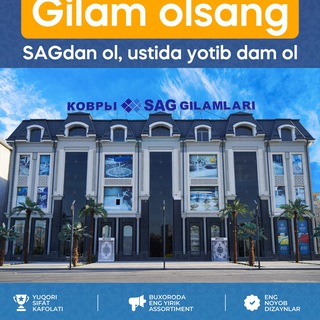 Gilam olsang
SAGdan ol, ustida yotib dam ol
КОВРЫ SAG GILAMLARI
YUQORI
SIFAT
KAFOLATI
BUXORODA
ENG YIRIK
ASSORTIMENT
ENG
NOYOB
DIZAYNLAR